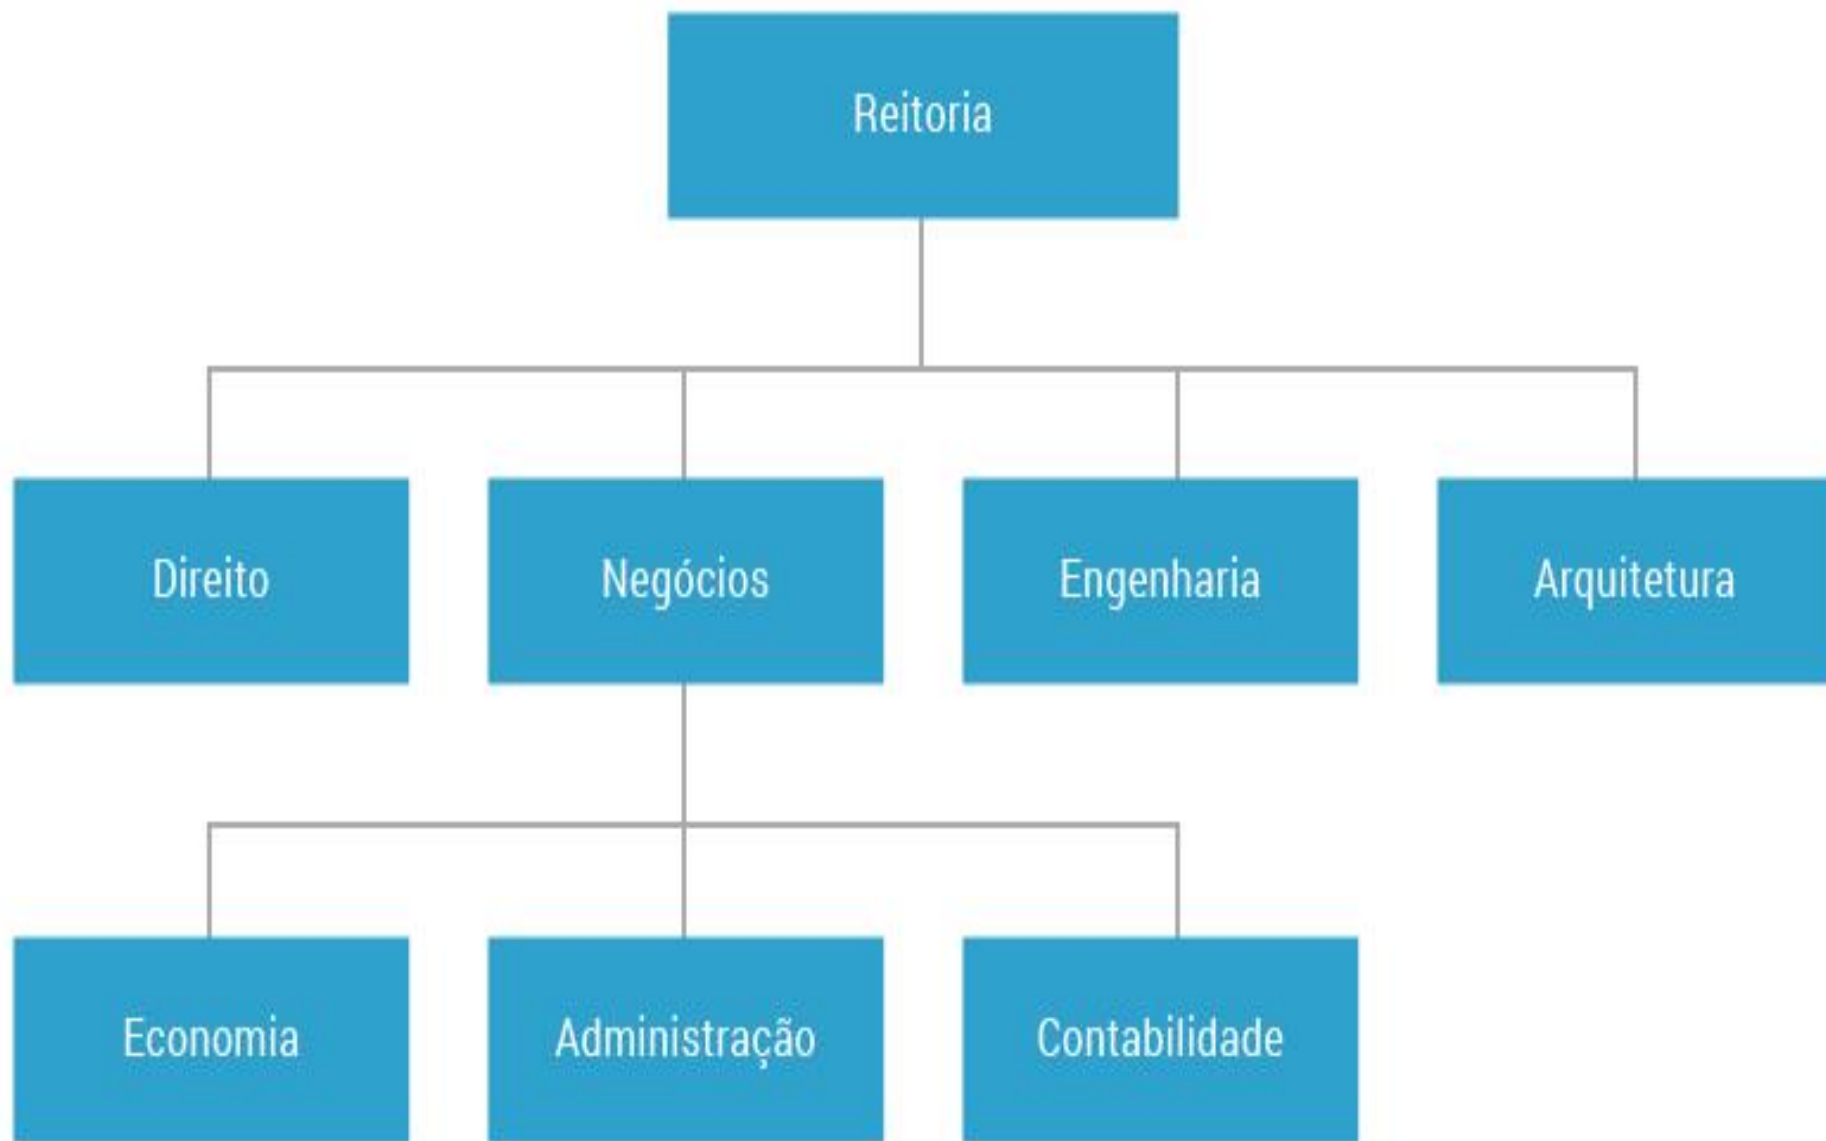 Reitoria
Direito
Negócios
Engenharia
Arquitetura
Economia
Administração
Contabilidade